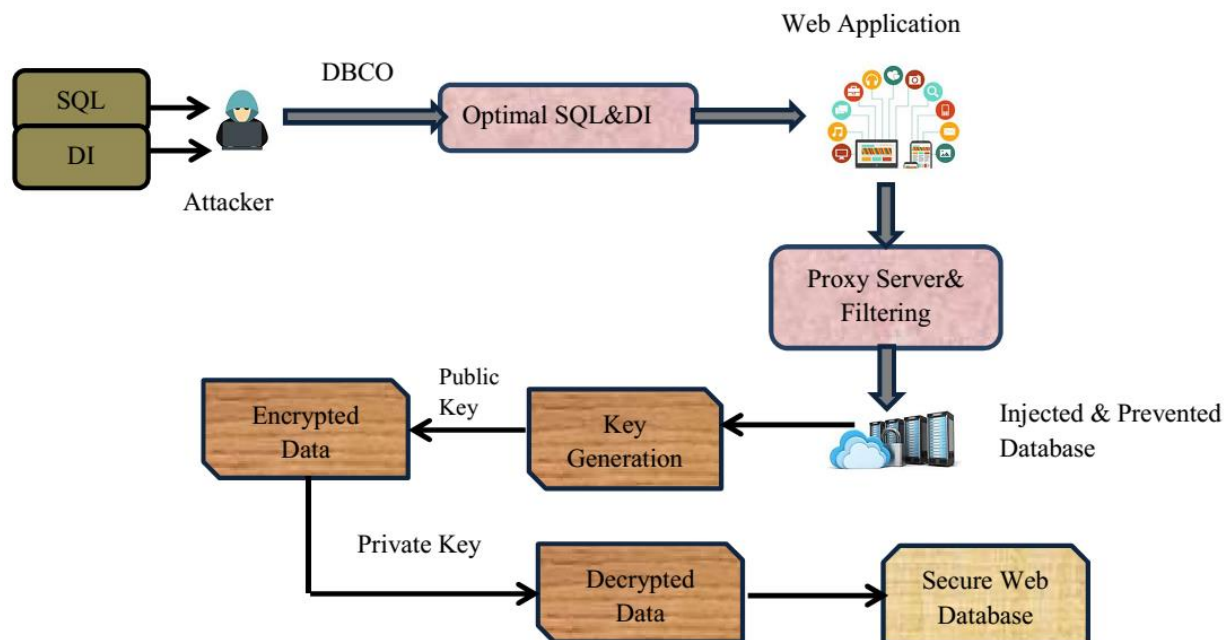 Web Application
SQL
DI
Attacker
DBCO
Optimal SQL&DI
Proxy Server&
Filtering
Injected & Prevented
Database
Key
Generation
Public
Key
Encrypted
Data
Private Key
Decrypted
Data
Secure Web
Database